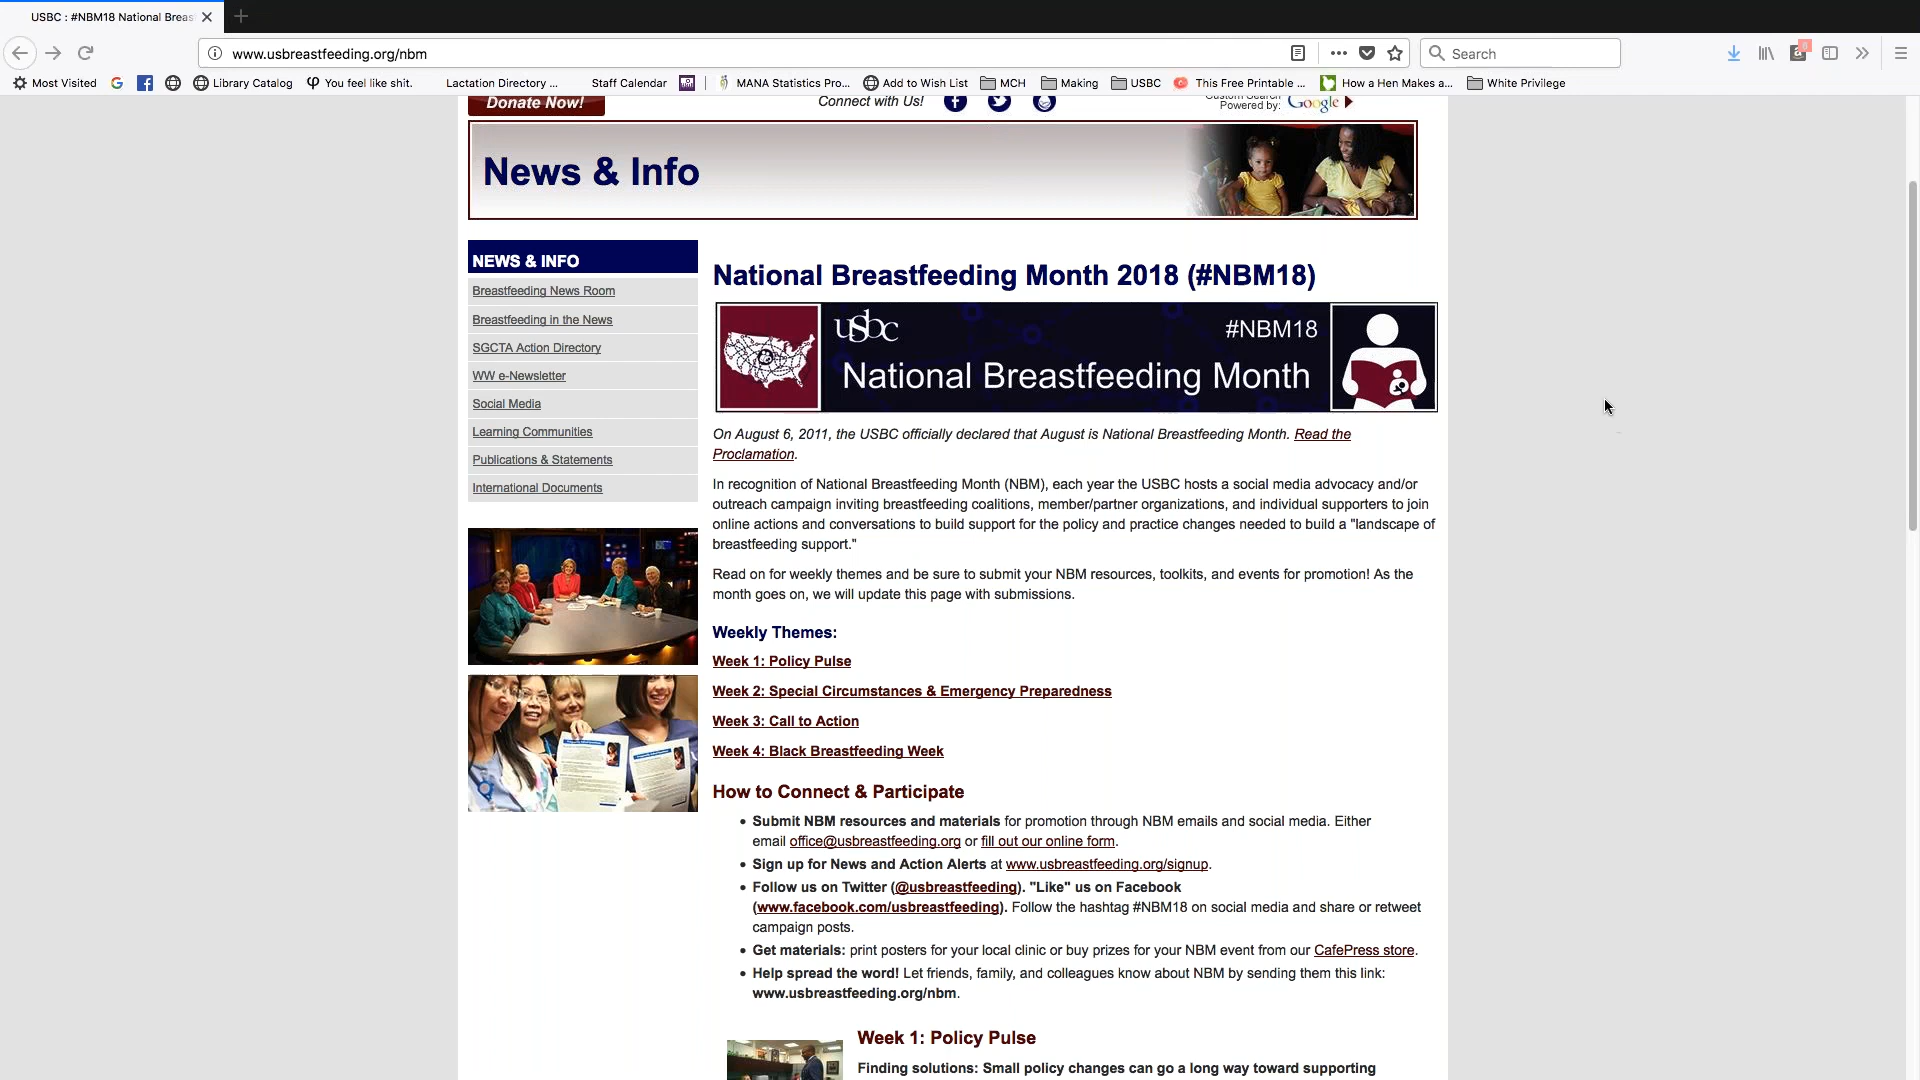 USBC : #NBM18 National Breas
www.usbreastfeeding.org/nbm
Search
Most Visited
Library Catalog
You feel like shit.
Lactation Directory ...
Staff Calendar
MANA Statistics Pro...
Add to Wish List
MCH
Making
USBC
This Free Printable ...
How a Hen Makes a...
White Privilege
Donate Now!
Connect with Us!
Custom Search
Powered by: Google
News & Info
NEWS & INFO
Breastfeeding News Room
Breastfeeding in the News
SGCTA Action Directory
WW e-Newsletter
Social Media
Learning Communities
Publications & Statements
International Documents
National Breastfeeding Month 2018 (#NBM18)
usbc
#NBM18
National Breastfeeding Month
On August 6, 2011, the USBC officially declared that August is National Breastfeeding Month. Read the
Proclamation.
In recognition of National Breastfeeding Month (NBM), each year the USBC hosts a social media advocacy and/or
outreach campaign inviting breastfeeding coalitions, member/partner organizations, and individual supporters to join
online actions and conversations to build support for the policy and practice changes needed to build a "landscape of
breastfeeding support."
Read on for weekly themes and be sure to submit your NBM resources, toolkits, and events for promotion! As the
month goes on, we will update this page with submissions.
Weekly Themes:
Week 1: Policy Pulse
Week 2: Special Circumstances & Emergency Preparedness
Week 3: Call to Action
Week 4: Black Breastfeeding Week
How to Connect & Participate
• Submit NBM resources and materials for promotion through NBM emails and social media. Either
email office@usbreastfeeding.org or fill out our online form.
• Sign up for News and Action Alerts at www.usbreastfeeding.org/signup.
• Follow us on Twitter (@usbreastfeeding). "Like" us on Facebook
(www.facebook.com/usbreastfeeding). Follow the hashtag #NBM18 on social media and share or retweet
campaign posts.
• Get materials: print posters for your local clinic or buy prizes for your NBM event from our CafePress store.
• Help spread the word! Let friends, family, and colleagues know about NBM by sending them this link:
www.usbreastfeeding.org/nbm.
Week 1: Policy Pulse
Finding solutions: Small policy changes can go a long way toward supporting